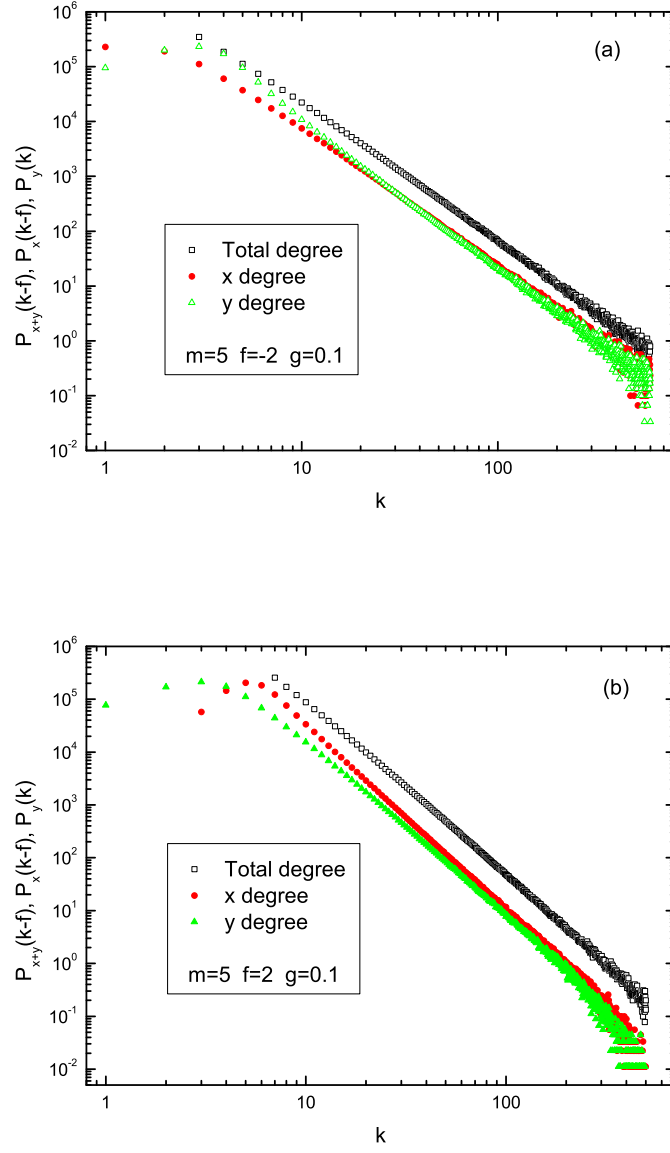 (a)
10^6
10^5
10^4
10^3
10^2
10^1
10^0
10^-1
10^-2
P_x+y(k-f), P_x(k-f), P_y(k)
Total degree
x degree
y degree
m=5 f=-2 g=0.1
1 10 100
k
(b)
10^6
10^5
10^4
10^3
10^2
10^1
10^0
10^-1
10^-2
P_x+y(k-f), P_x(k-f), P_y(k)
Total degree
x degree
y degree
m=5 f=2 g=0.1
1 10 100
k